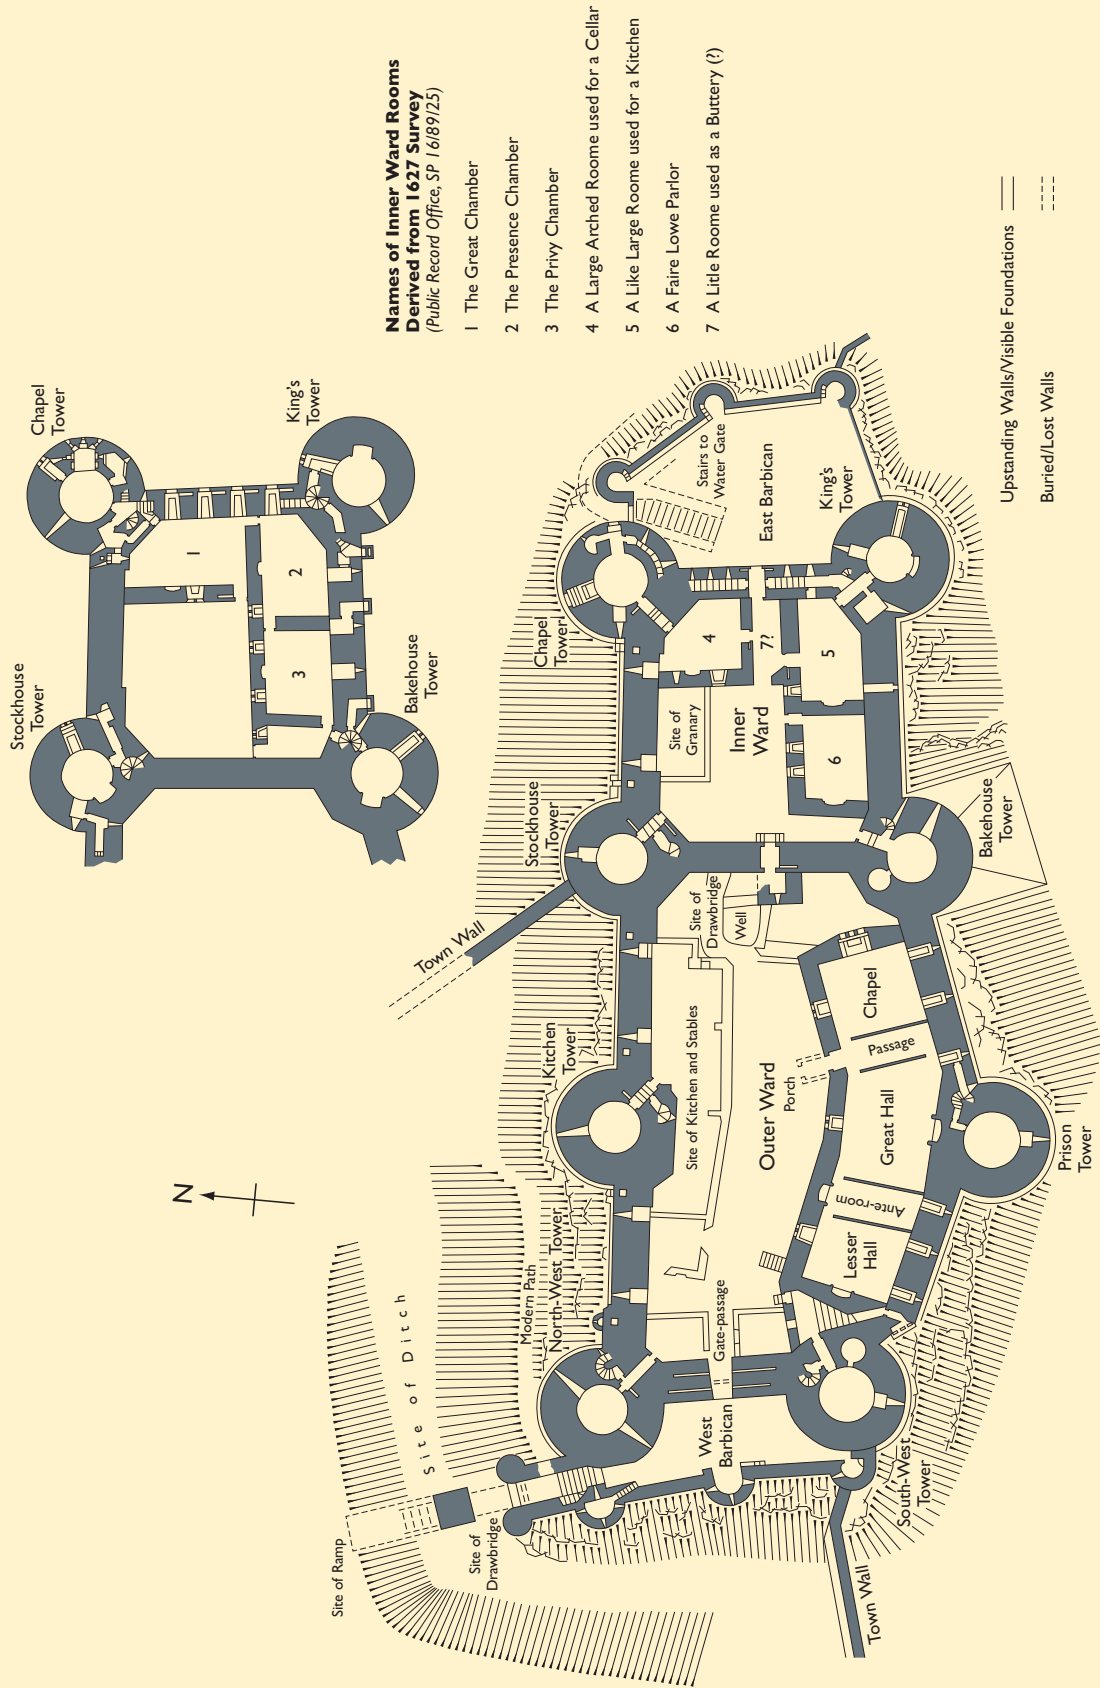 Names of Inner Ward Rooms
Derived from 1627 Survey
(Public Record Office, SP 16/89/25)
1 The Great Chamber
2 The Presence Chamber
3 The Privy Chamber
4 A Large Arched Roome used for a Cellar
5 A Like Large Roome used for a Kitchen
6 A Faire Lowe Parlor
7 A Litle Roome used as a Buttery (?)
Stockhouse
Tower
Chapel
Tower
King's
Tower
Bakehouse
Tower
1
2
3
N
Site of Ramp
Site of Ditch
Site of
Drawbridge
Modern Path
North-West Tower
Kitchen
Tower
Town Wall
Stockhouse
Tower
Chapel
Tower
Stairs to
Water Gate
East Barbican
King's
Tower
4
7?
5
6
Site of
Granary
Inner
Ward
Site of
Drawbridge
Well
Site of Kitchen and Stables
Outer Ward
Porch
Gate-passage
West
Barbican
Chapel
Passage
Great Hall
Ante-room
Lesser
Hall
Bakehouse
Tower
Prison
Tower
South-West
Tower
Town Wall
Upstanding Walls/Visible Foundations
Buried/Lost Walls